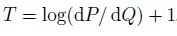 T = log(dP/ dQ) + 1